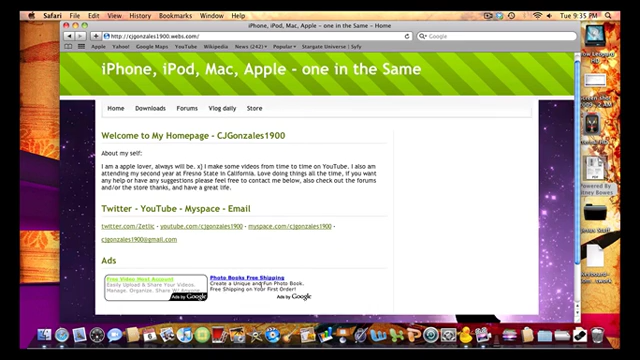 Safari File Edit View History Bookmarks Window Help
Tue 9:35 PM
iPhone, iPod, Mac, Apple - one in the Same - Home
http://cjgonzales1900.webs.com/
Google
Apple Yahoo! Google Maps YouTube Wikipedia News (242) Popular Stargate Universe | Syfy
iPhone, iPod, Mac, Apple - one in the Same
Home Downloads Forums Vlog daily Store
Welcome to My Homepage - CJGonzales1900
About my self:
I am a apple lover, always will be. x] I make some videos from time to time on YouTube. I also am
attending my second year at Fresno State in California. Love doing all the time, if you want
any help or have any suggestions please feel free to contact me below, also check out the forums
and/or the store thanks, and have a great life.
Twitter - YouTube - Myspace - Email
twitter.com/Zetlic - youtube.com/cjgonzales1900 - myspace.com/cjgonzales1900 -
cjgonzales1900@gmail.com
Ads
Free Video Host Account
Easily Upload & Share Your Videos
Manage. Organize. Share W/ Anyone
Ads by Google
Photo Books Free Shipping
Create a Unique and Fun Photo Book.
Free Shipping on Your First Order!
Ads by Google